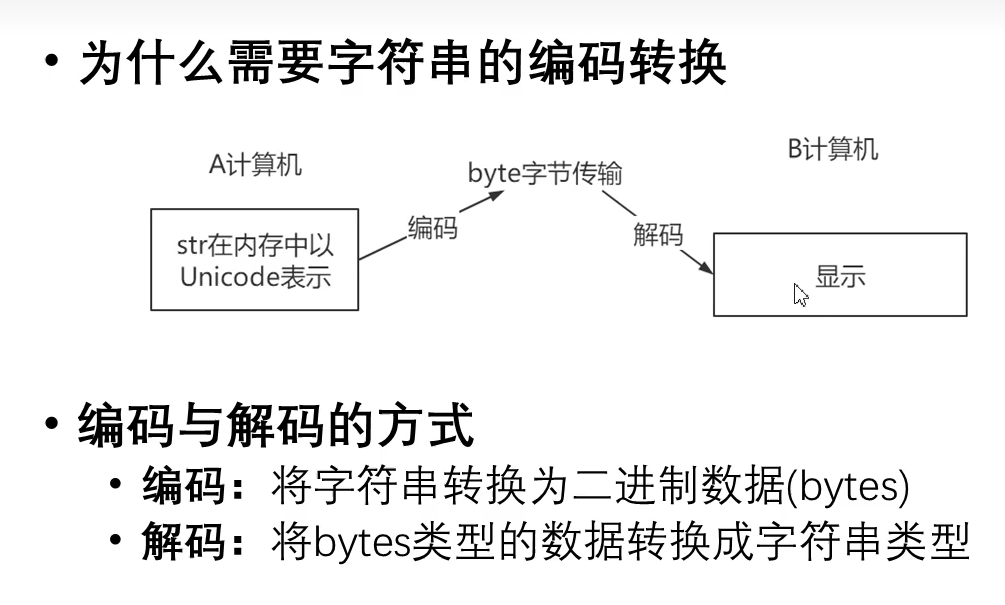 • 为什么需要字符串的编码转换
A计算机
byte字节传输
B计算机
编码
解码
str在内存中以
Unicode表示
显示
• 编码与解码的方式
• 编码：将字符串转换为二进制数据(bytes)
• 解码：将bytes类型的数据转换成字符串类型